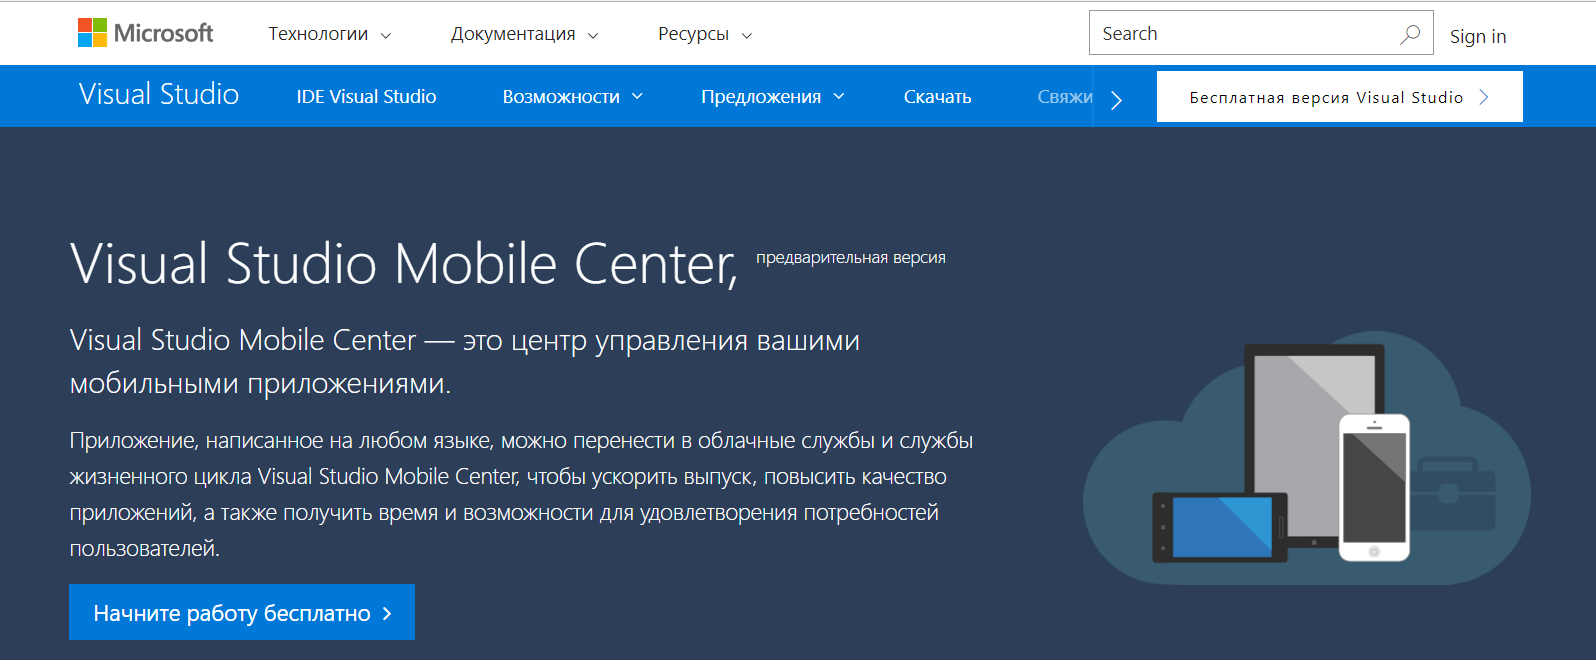 Microsoft Технологии Документация Ресурсы Search Sign in
Visual Studio IDE Visual Studio Возможности Предложения Скачать Свяжи Бесплатная версия Visual Studio
Visual Studio Mobile Center, предварительная версия
Visual Studio Mobile Center — это центр управления вашими
мобильными приложениями.
Приложение, написанное на любом языке, можно перенести в облачные службы и службы
жизненного цикла Visual Studio Mobile Center, чтобы ускорить выпуск, повысить качество
приложений, а также получить время и возможности для удовлетворения потребностей
пользователей.
Начните работу бесплатно